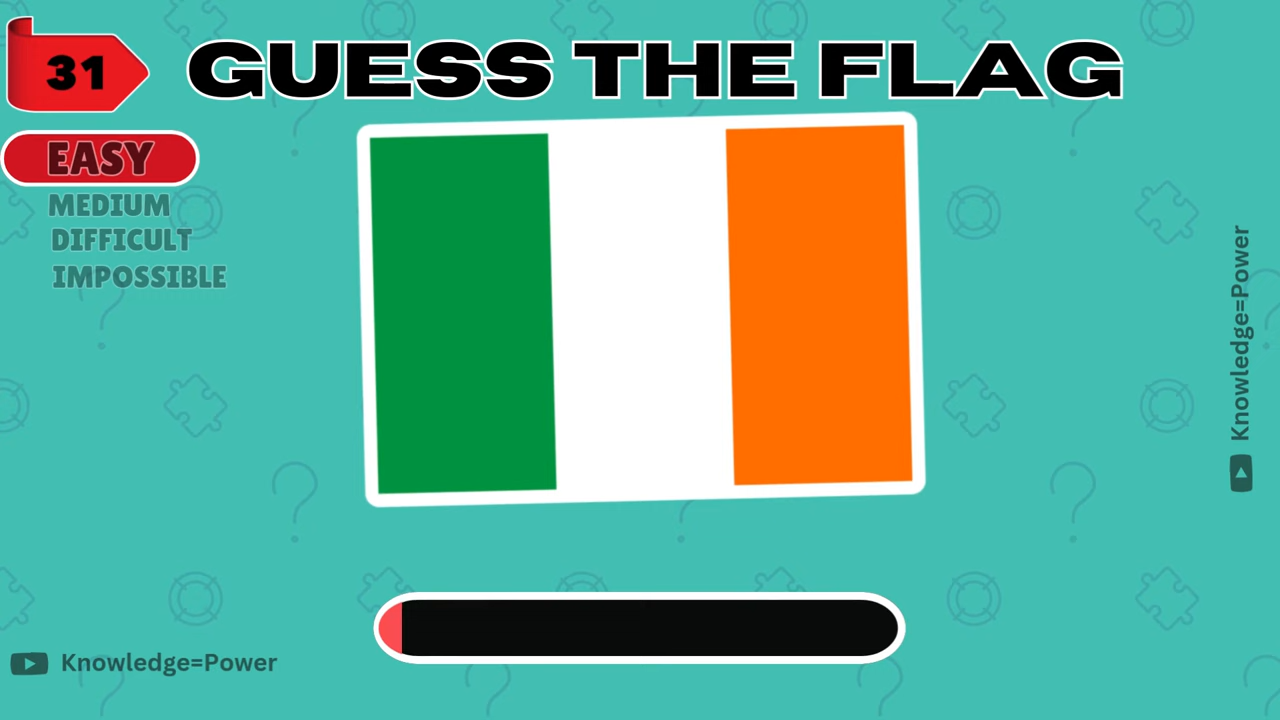 31
GUESS THE FLAG
EASY
MEDIUM
DIFFICULT
IMPOSSIBLE
Knowledge=Power
Knowledge=Power